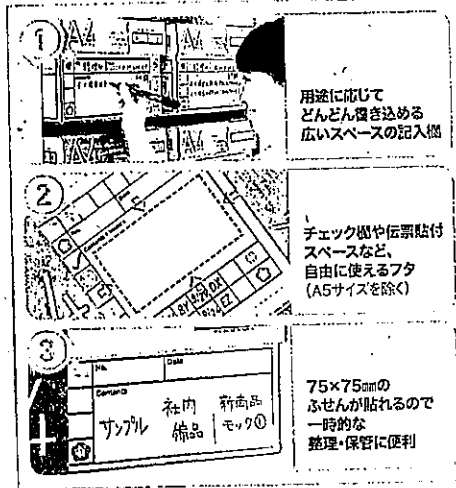 ①
A4
A4
A4
A4
用途に応じて
どんどん書き込める
広いスペースの記入欄
②
チェック欄や伝票貼付
スペースなど、
自由に使えるフタ
(A5サイズを除く)
③
No.
Date
Contents
サンプル
社内
備品
新商品
モック①
75×75㎜の
ふせんが貼れるので
一時的な
整理・保管に便利